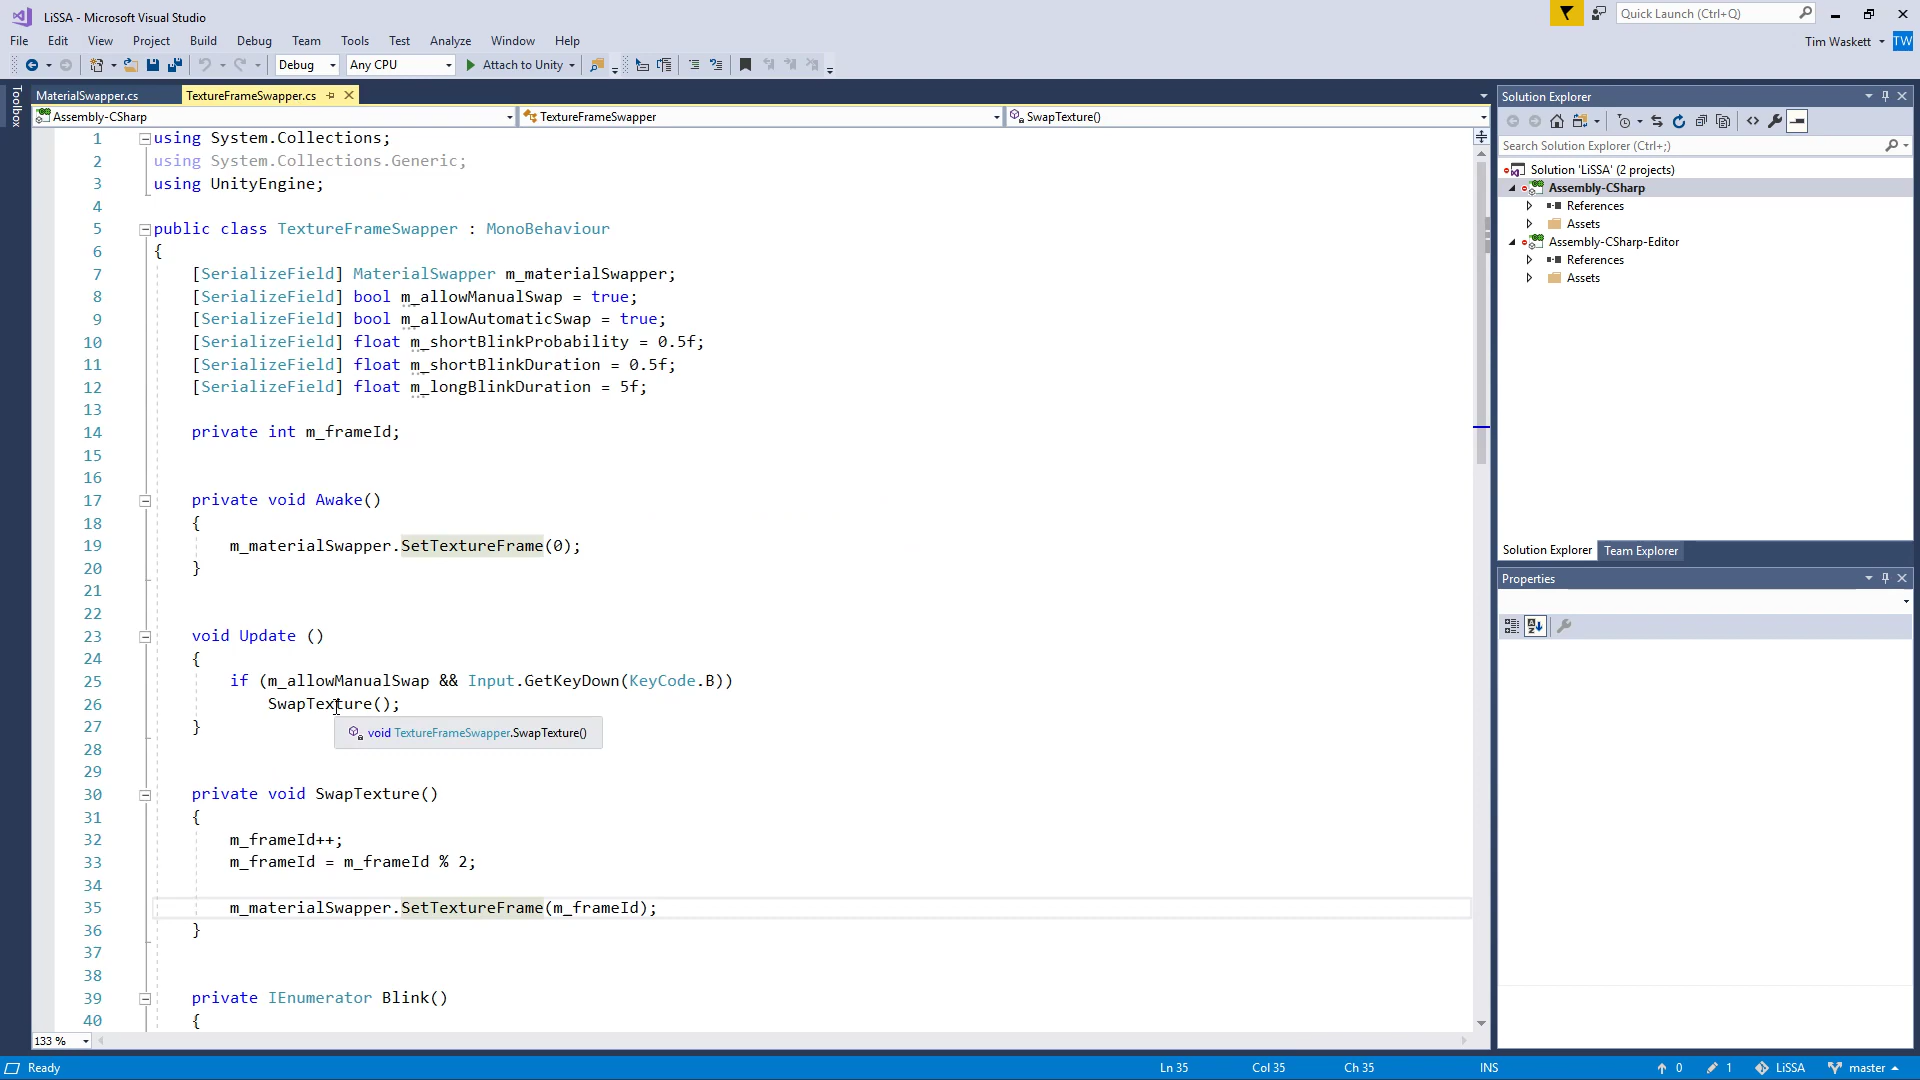 LiSSA - Microsoft Visual Studio
Quick Launch (Ctrl+Q)
File Edit View Project Build Debug Team Tools Test Analyze Window Help
Tim Waskett
TW
Debug Any CPU Attach to Unity
Toolbox
MaterialSwapper.cs TextureFrameSwapper.cs
Assembly-CSharp TextureFrameSwapper SwapTexture()
1 using System.Collections;
2 using System.Collections.Generic;
3 using UnityEngine;
4
5 public class TextureFrameSwapper : MonoBehaviour
6 {
7 [SerializeField] MaterialSwapper m_materialSwapper;
8 [SerializeField] bool m_allowManualSwap = true;
9 [SerializeField] bool m_allowAutomaticSwap = true;
10 [SerializeField] float m_shortBlinkProbability = 0.5f;
11 [SerializeField] float m_shortBlinkDuration = 0.5f;
12 [SerializeField] float m_longBlinkDuration = 5f;
13
14 private int m_frameId;
15
16
17 private void Awake()
18 {
19 m_materialSwapper.SetTextureFrame(0);
20 }
21
22
23 void Update ()
24 {
25 if (m_allowManualSwap && Input.GetKeyDown(KeyCode.B))
26 SwapTexture();
27 }
void TextureFrameSwapper.SwapTexture()
28
29
30 private void SwapTexture()
31 {
32 m_frameId++;
33 m_frameId = m_frameId % 2;
34
35 m_materialSwapper.SetTextureFrame(m_frameId);
36 }
37
38
39 private IEnumerator Blink()
40 {
133 %
Solution Explorer
Search Solution Explorer (Ctrl+;)
Solution 'LiSSA' (2 projects)
Assembly-CSharp
References
Assets
Assembly-CSharp-Editor
References
Assets
Solution Explorer Team Explorer
Properties
Ready Ln 35 Col 35 Ch 35 INS 0 1 LiSSA master